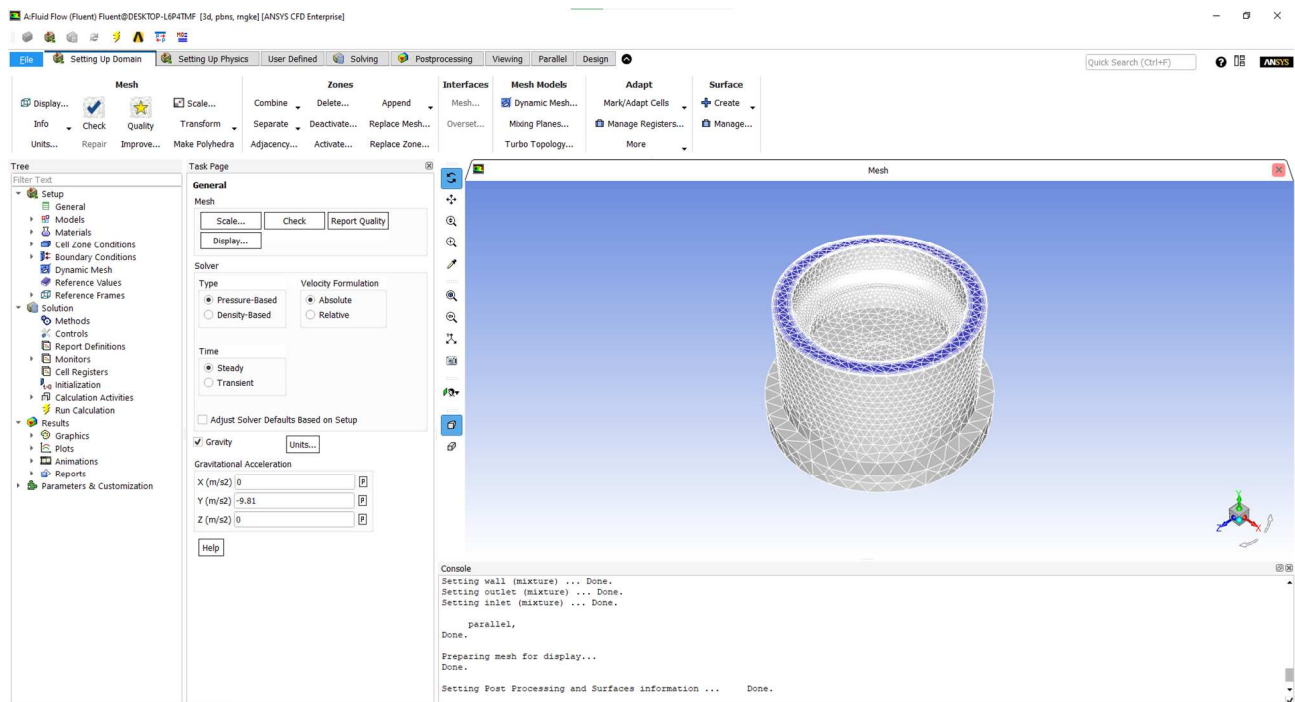 A:Fluid Flow (Fluent) Fluent@DESKTOP-L6P4TMF [3d, pbns, rngke] [ANSYS CFD Enterprise]
File Setting Up Domain Setting Up Physics User Defined Solving Postprocessing Viewing Parallel Design Quick Search (Ctrl+F) ANSYS
Mesh Zones Interfaces Mesh Models Adapt Surface
Display... Scale... Combine Delete... Append Mesh... Dynamic Mesh... Mark/Adapt Cells Create
Info Check Quality Transform Separate Deactivate... Replace Mesh... Overset... Mixing Planes... Manage Registers... Manage...
Units... Repair Improve... Make Polyhedra Adjacency... Activate... Replace Zone... Turbo Topology... More
Tree
Filter Text
Setup
General
Models
Materials
Cell Zone Conditions
Boundary Conditions
Dynamic Mesh
Reference Values
Reference Frames
Solution
Methods
Controls
Report Definitions
Monitors
Cell Registers
Initialization
Calculation Activities
Run Calculation
Results
Graphics
Plots
Animations
Reports
Parameters & Customization
Task Page
General
Mesh
Scale... Check Report Quality
Display...
Solver
Type Velocity Formulation
Pressure-Based Absolute
Density-Based Relative
Time
Steady
Transient
Adjust Solver Defaults Based on Setup
Gravity Units...
Gravitational Acceleration
X (m/s2) 0 P
Y (m/s2) -9.81 P
Z (m/s2) 0 P
Help
Mesh
Y
Z X
Console
Setting wall (mixture) ... Done.
Setting outlet (mixture) ... Done.
Setting inlet (mixture) ... Done.
parallel,
Done.
Preparing mesh for display...
Done.
Setting Post Processing and Surfaces information ... Done.